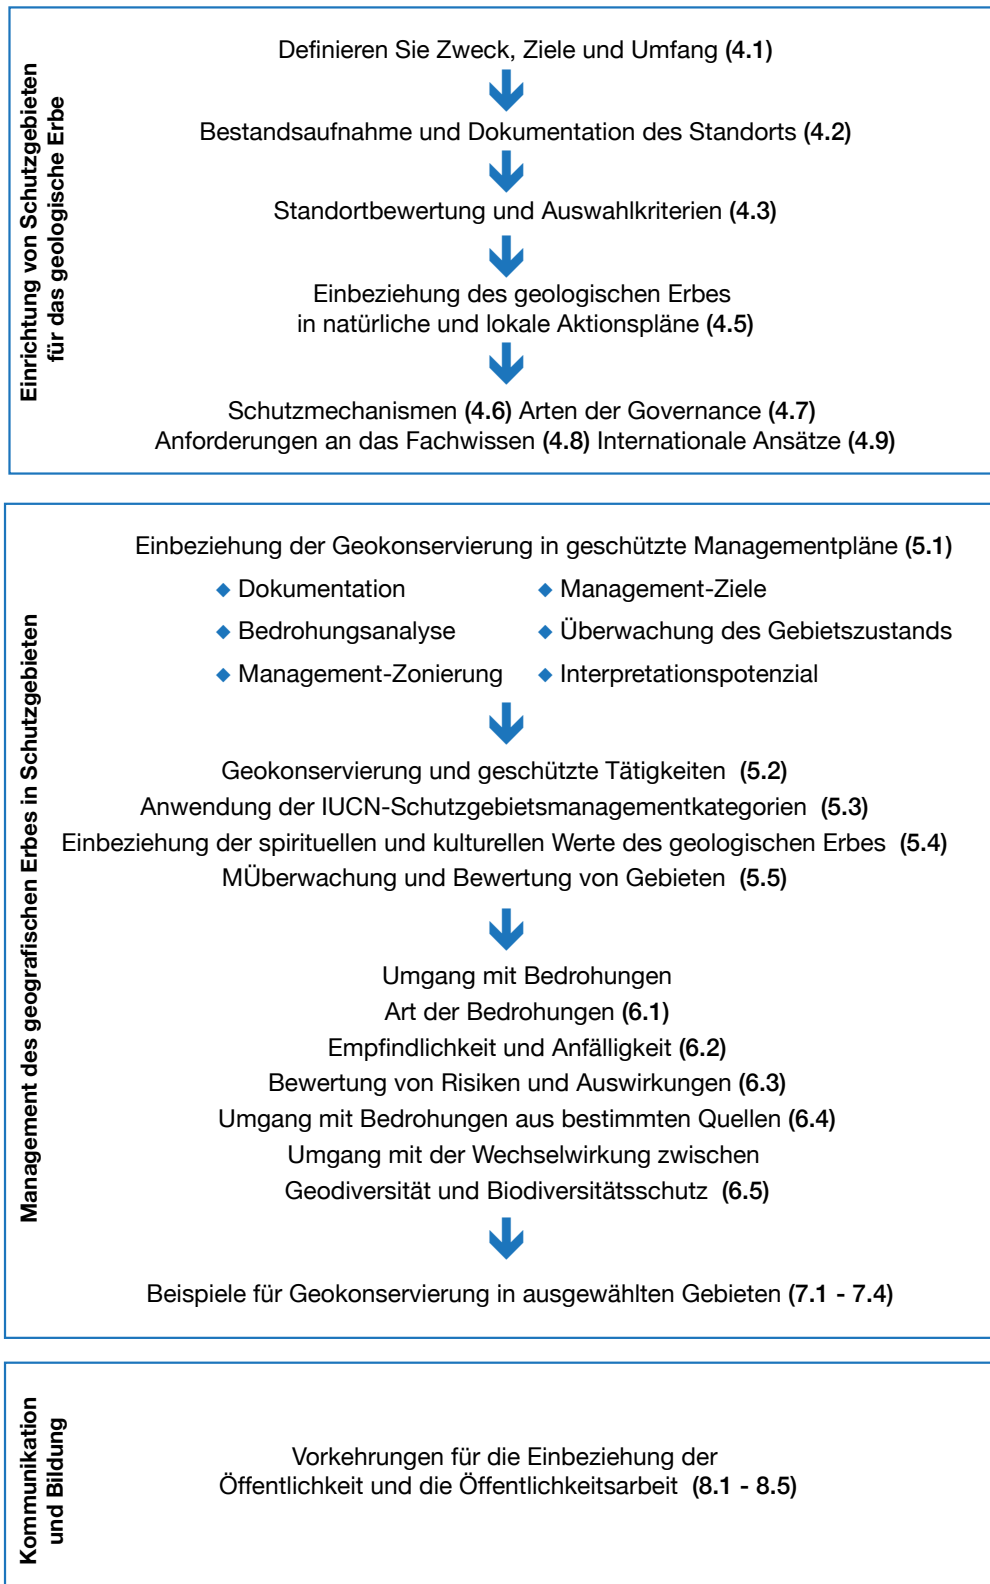 Einrichtung von Schutzgebieten
für das geologische Erbe
Definieren Sie Zweck, Ziele und Umfang (4.1)
Bestandsaufnahme und Dokumentation des Standorts (4.2)
Standortbewertung und Auswahlkriterien (4.3)
Einbeziehung des geologischen Erbes
in natürliche und lokale Aktionspläne (4.5)
Schutzmechanismen (4.6) Arten der Governance (4.7)
Anforderungen an das Fachwissen (4.8) Internationale Ansätze (4.9)
Management des geografischen Erbes in Schutzgebieten
Einbeziehung der Geokonservierung in geschützte Managementpläne (5.1)
◆ Dokumentation ◆ Management-Ziele
◆ Bedrohungsanalyse ◆ Überwachung des Gebietszustands
◆ Management-Zonierung ◆ Interpretationspotenzial
Geokonservierung und geschützte Tätigkeiten (5.2)
Anwendung der IUCN-Schutzgebietsmanagementkategorien (5.3)
Einbeziehung der spirituellen und kulturellen Werte des geologischen Erbes (5.4)
MÜberwachung und Bewertung von Gebieten (5.5)
Umgang mit Bedrohungen
Art der Bedrohungen (6.1)
Empfindlichkeit und Anfälligkeit (6.2)
Bewertung von Risiken und Auswirkungen (6.3)
Umgang mit Bedrohungen aus bestimmten Quellen (6.4)
Umgang mit der Wechselwirkung zwischen
Geodiversität und Biodiversitätsschutz (6.5)
Beispiele für Geokonservierung in ausgewählten Gebieten (7.1 - 7.4)
Kommunikation
und Bildung
Vorkehrungen für die Einbeziehung der
Öffentlichkeit und die Öffentlichkeitsarbeit (8.1 - 8.5)